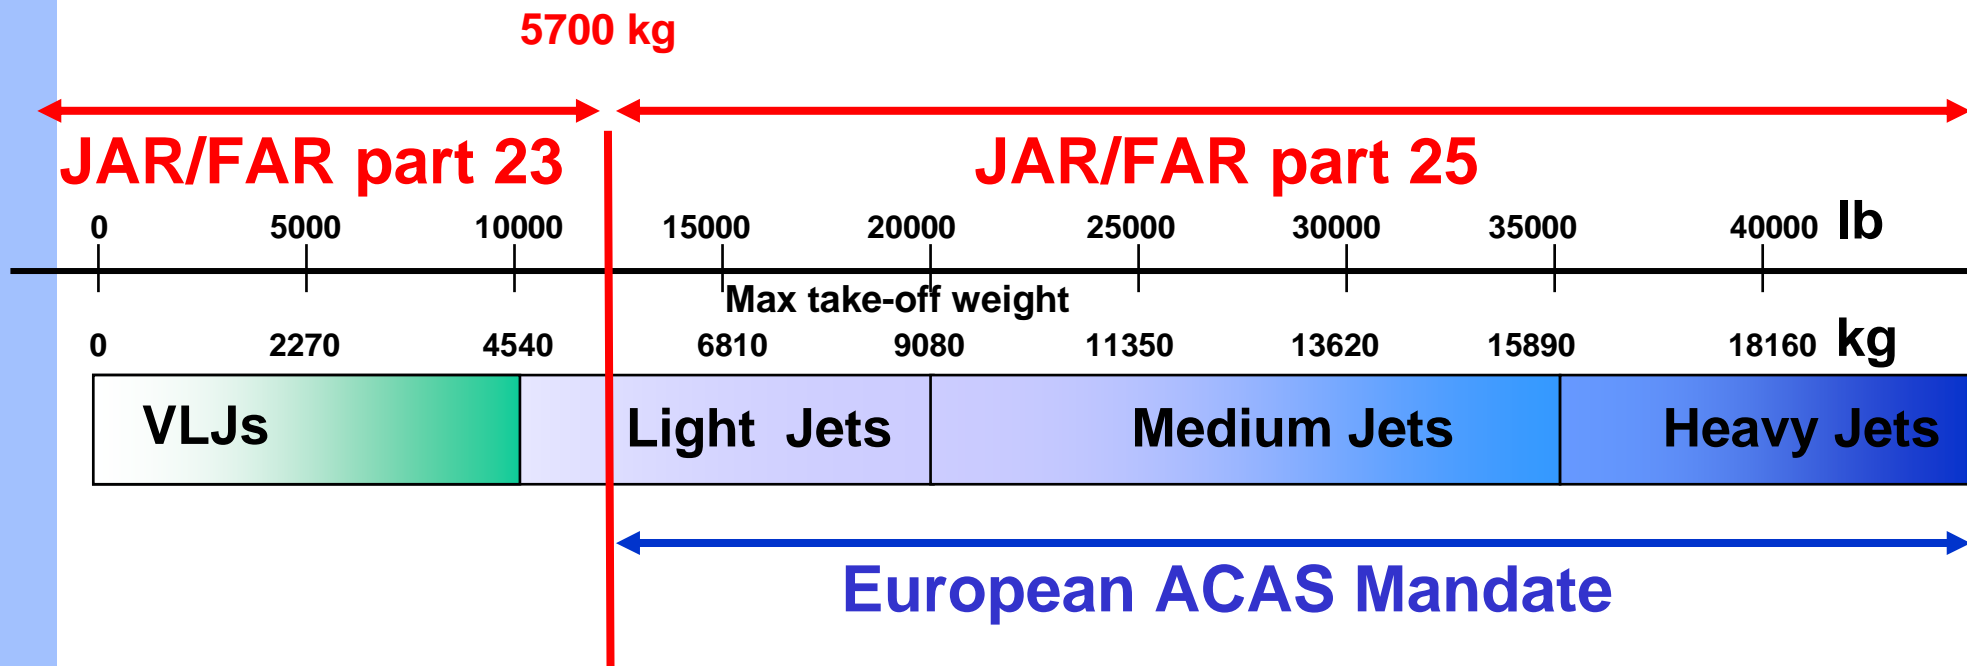 5700 kg
JAR/FAR part 23 JAR/FAR part 25
0 5000 10000 15000 20000 25000 30000 35000 40000 lb
Max take-off weight
0 2270 4540 6810 9080 11350 13620 15890 18160 kg
VLJs Light Jets Medium Jets Heavy Jets
European ACAS Mandate